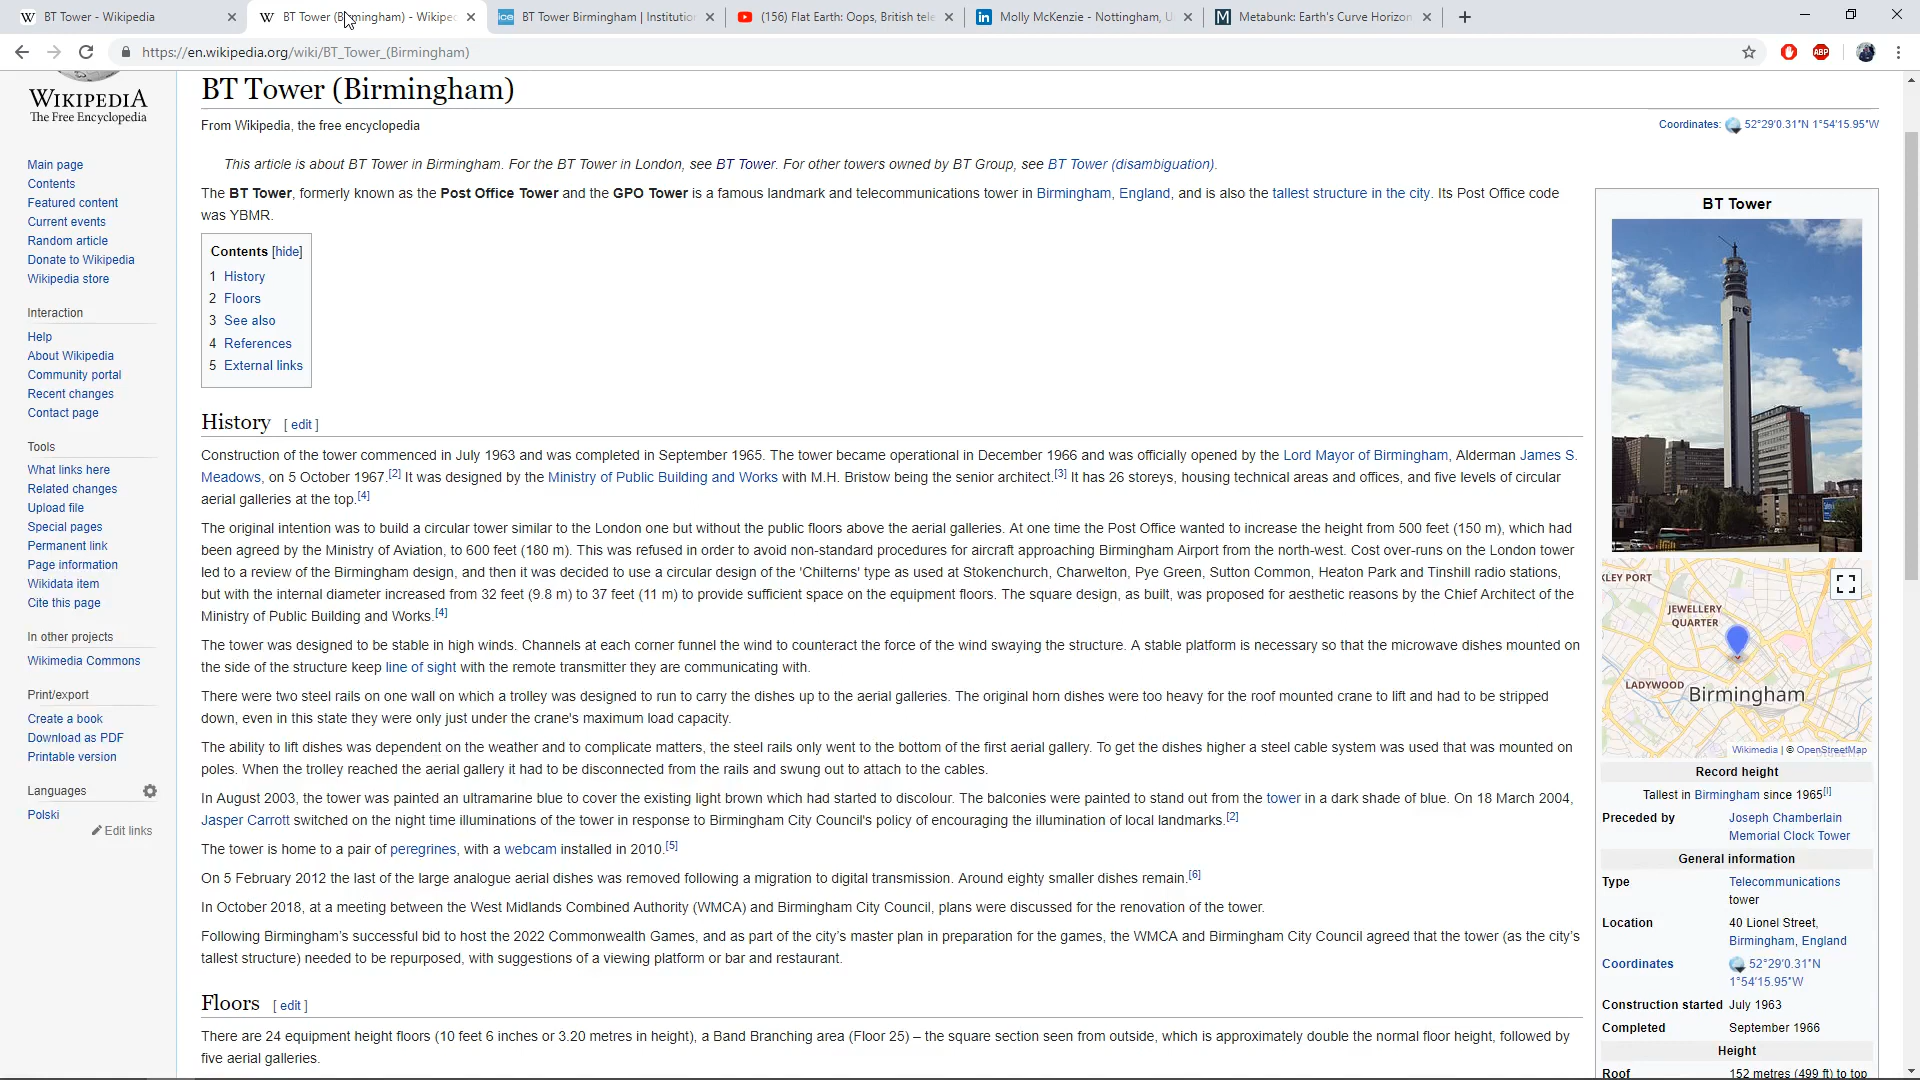 BT Tower - Wikipedia
BT Tower (Birmingham) - Wikipe
BT Tower Birmingham | Institutio
(156) Flat Earth: Oops, British tele
Molly McKenzie - Nottingham, U
Metabunk: Earth's Curve Horizon
https://en.wikipedia.org/wiki/BT_Tower_(Birmingham)
WIKIPEDIA
The Free Encyclopedia
Main page
Contents
Featured content
Current events
Random article
Donate to Wikipedia
Wikipedia store
Interaction
Help
About Wikipedia
Community portal
Recent changes
Contact page
Tools
What links here
Related changes
Upload file
Special pages
Permanent link
Page information
Wikidata item
Cite this page
In other projects
Wikimedia Commons
Print/export
Create a book
Download as PDF
Printable version
Languages
Polski
Edit links
BT Tower (Birmingham)
From Wikipedia, the free encyclopedia
Coordinates: 52°29′0.31″N 1°54′15.95″W
This article is about BT Tower in Birmingham. For the BT Tower in London, see BT Tower. For other towers owned by BT Group, see BT Tower (disambiguation).
The BT Tower, formerly known as the Post Office Tower and the GPO Tower is a famous landmark and telecommunications tower in Birmingham, England, and is also the tallest structure in the city. Its Post Office code
was YBMR.
Contents [hide]
1 History
2 Floors
3 See also
4 References
5 External links
History [ edit ]
Construction of the tower commenced in July 1963 and was completed in September 1965. The tower became operational in December 1966 and was officially opened by the Lord Mayor of Birmingham, Alderman James S.
Meadows, on 5 October 1967.[2] It was designed by the Ministry of Public Building and Works with M.H. Bristow being the senior architect.[3] It has 26 storeys, housing technical areas and offices, and five levels of circular
aerial galleries at the top.[4]
The original intention was to build a circular tower similar to the London one but without the public floors above the aerial galleries. At one time the Post Office wanted to increase the height from 500 feet (150 m), which had
been agreed by the Ministry of Aviation, to 600 feet (180 m). This was refused in order to avoid non-standard procedures for aircraft approaching Birmingham Airport from the north-west. Cost over-runs on the London tower
led to a review of the Birmingham design, and then it was decided to use a circular design of the 'Chilterns' type as used at Stokenchurch, Charwelton, Pye Green, Sutton Common, Heaton Park and Tinshill radio stations,
but with the internal diameter increased from 32 feet (9.8 m) to 37 feet (11 m) to provide sufficient space on the equipment floors. The square design, as built, was proposed for aesthetic reasons by the Chief Architect of the
Ministry of Public Building and Works.[4]
The tower was designed to be stable in high winds. Channels at each corner funnel the wind to counteract the force of the wind swaying the structure. A stable platform is necessary so that the microwave dishes mounted on
the side of the structure keep line of sight with the remote transmitter they are communicating with.
There were two steel rails on one wall on which a trolley was designed to run to carry the dishes up to the aerial galleries. The original horn dishes were too heavy for the roof mounted crane to lift and had to be stripped
down, even in this state they were only just under the crane's maximum load capacity.
The ability to lift dishes was dependent on the weather and to complicate matters, the steel rails only went to the bottom of the first aerial gallery. To get the dishes higher a steel cable system was used that was mounted on
poles. When the trolley reached the aerial gallery it had to be disconnected from the rails and swung out to attach to the cables.
In August 2003, the tower was painted an ultramarine blue to cover the existing light brown which had started to discolour. The balconies were painted to stand out from the tower in a dark shade of blue. On 18 March 2004,
Jasper Carrott switched on the night time illuminations of the tower in response to Birmingham City Council's policy of encouraging the illumination of local landmarks.[2]
The tower is home to a pair of peregrines, with a webcam installed in 2010.[5]
On 5 February 2012 the last of the large analogue aerial dishes was removed following a migration to digital transmission. Around eighty smaller dishes remain.[6]
In October 2018, at a meeting between the West Midlands Combined Authority (WMCA) and Birmingham City Council, plans were discussed for the renovation of the tower.
Following Birmingham's successful bid to host the 2022 Commonwealth Games, and as part of the city's master plan in preparation for the games, the WMCA and Birmingham City Council agreed that the tower (as the city's
tallest structure) needed to be repurposed, with suggestions of a viewing platform or bar and restaurant.
Floors [ edit ]
There are 24 equipment height floors (10 feet 6 inches or 3.20 metres in height), a Band Branching area (Floor 25) – the square section seen from outside, which is approximately double the normal floor height, followed by
five aerial galleries.
BT Tower
BT
KLEY PORT
JEWELLERY
QUARTER
LADYWOOD
Birmingham
Wikimedia | © OpenStreetMap
Record height
Tallest in Birmingham since 1965[I]
Preceded by Joseph Chamberlain
Memorial Clock Tower
General information
Type Telecommunications
tower
Location 40 Lionel Street,
Birmingham, England
Coordinates 52°29′0.31″N
1°54′15.95″W
Construction started July 1963
Completed September 1966
Height
Roof 152 metres (499 ft) to top